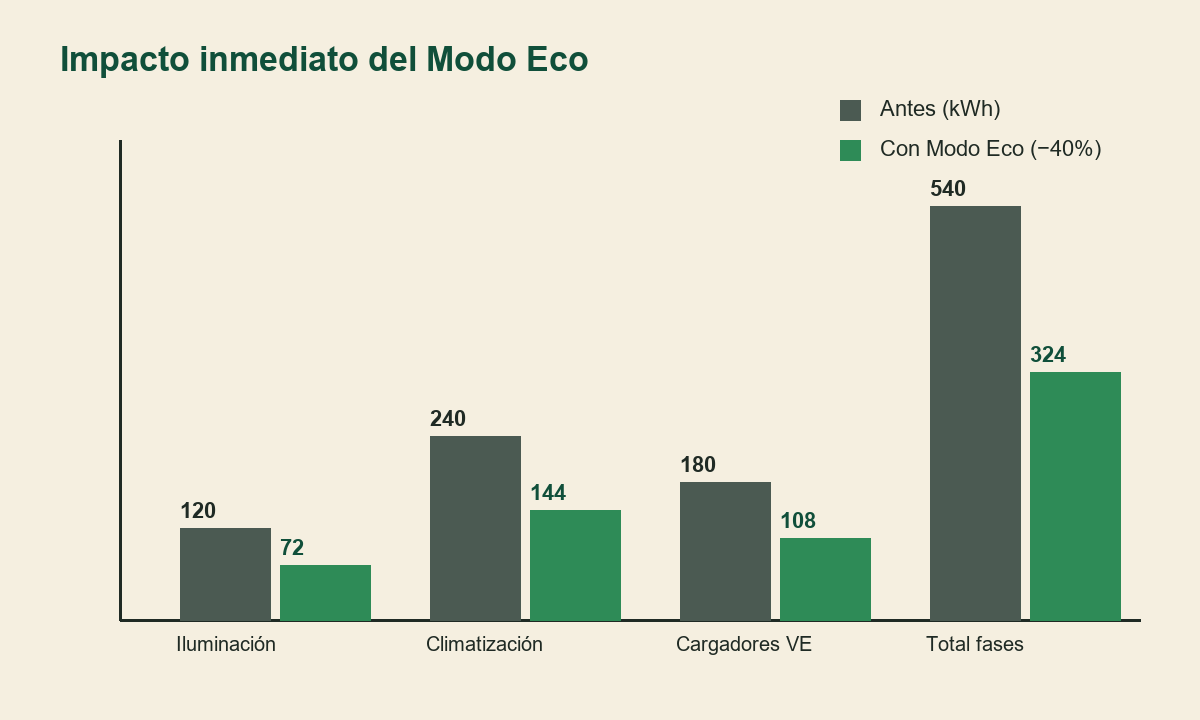 Impacto inmediato del Modo Eco
Antes (kWh)
Con Modo Eco (−40%)
540
324
240
180
144
120
108
72
Iluminación
Climatización
Cargadores VE
Total fases